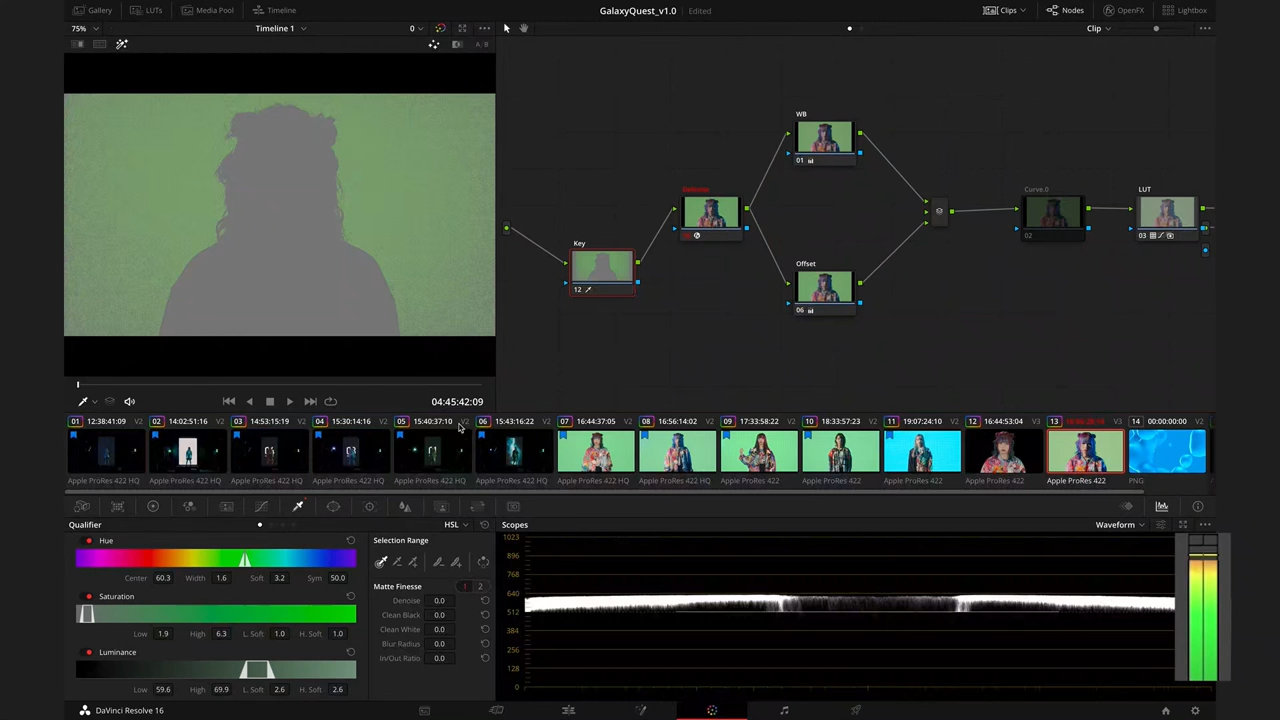 Gallery LUTs Media Pool Timeline GalaxyQuest_v1.0 Edited Clips Nodes OpenFX Lightbox
75% Timeline 1 0 Clip
A/B
WB
01
Key
12
Offset
06
Curve.0
02
LUT
03
04:45:42:09
01 12:38:41:09 V2 02 14:02:51:16 V2 03 14:53:15:19 V2 04 15:30:14:16 V2 05 15:40:37:10 V2 06 15:43:16:22 V2 07 16:44:37:05 V2 08 16:56:14:02 V2 09 17:33:58:22 V2 10 18:33:57:23 V2 11 19:07:24:10 V2 12 16:44:53:04 V3 13 V3 14 00:00:00:00 V2
Apple ProRes 422 HQ Apple ProRes 422 HQ Apple ProRes 422 HQ Apple ProRes 422 HQ Apple ProRes 422 HQ Apple ProRes 422 HQ Apple ProRes 422 HQ Apple ProRes 422 HQ Apple ProRes 422 Apple ProRes 422 Apple ProRes 422 Apple ProRes 422 Apple ProRes 422 PNG
Qualifier HSL Scopes Waveform
Hue
Center 60.3 Width 1.6 Soft 3.2 Sym 50.0
Saturation
Low 1.9 High 6.3 L. Soft 1.0 H. Soft 1.0
Luminance
Low 59.6 High 69.9 L. Soft 2.6 H. Soft 2.6
Selection Range
Matte Finesse 1 2
Denoise 0.0
Clean Black 0.0
Clean White 0.0
Blur Radius 0.0
In/Out Ratio 0.0
1023
896
768
640
512
384
256
128
0
DaVinci Resolve 16